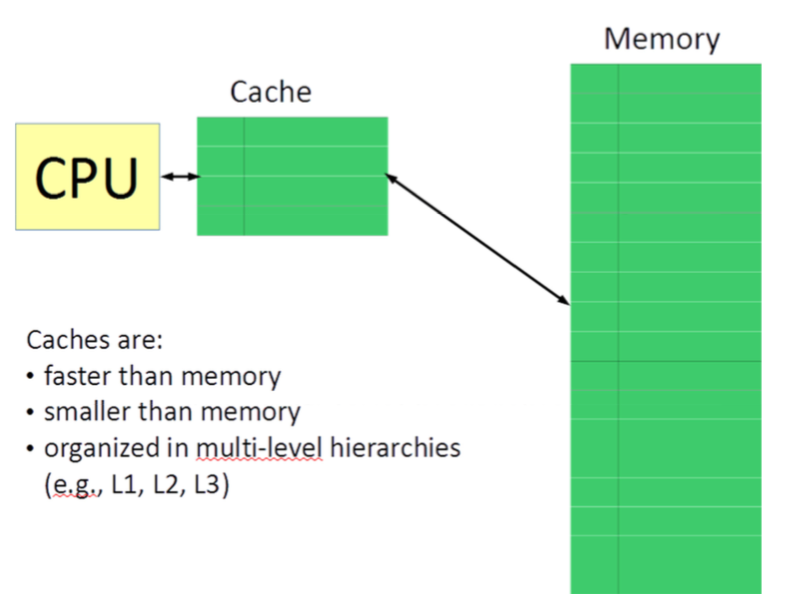 Memory
Cache
CPU
Caches are:
• faster than memory
• smaller than memory
• organized in multi-level hierarchies
(e.g., L1, L2, L3)